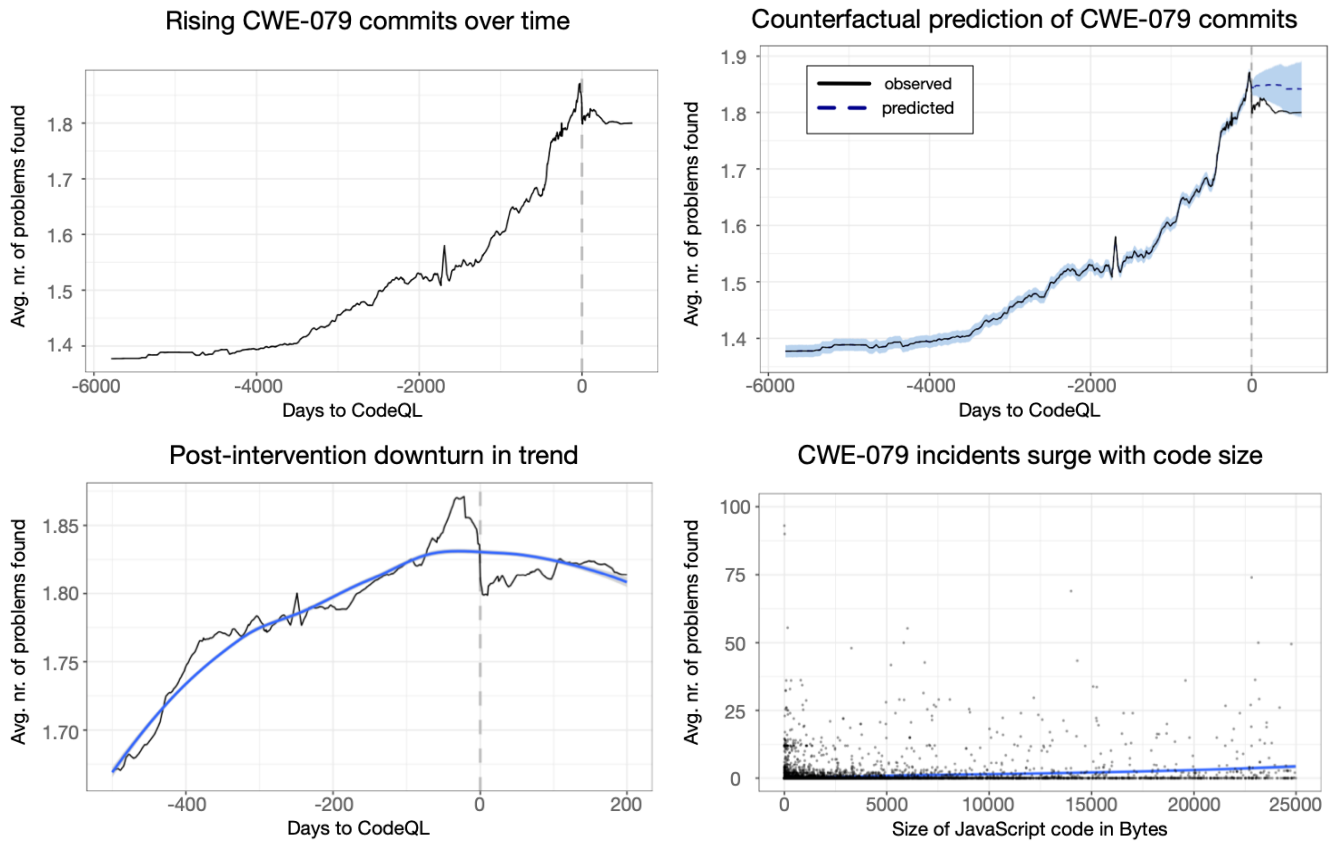 Rising CWE-079 commits over time
Avg. nr. of problems found
1.8
1.7
1.6
1.5
1.4
-6000 -4000 -2000 0
Days to CodeQL
Counterfactual prediction of CWE-079 commits
Avg. nr. of problems found
1.9
1.8
1.7
1.6
1.5
1.4
observed
predicted
-6000 -4000 -2000 0
Days to CodeQL
Post-intervention downturn in trend
Avg. nr. of problems found
1.85
1.80
1.75
1.70
-400 -200 0 200
Days to CodeQL
CWE-079 incidents surge with code size
Avg. nr. of problems found
100
75
50
25
0
0 5000 10000 15000 20000 25000
Size of JavaScript code in Bytes